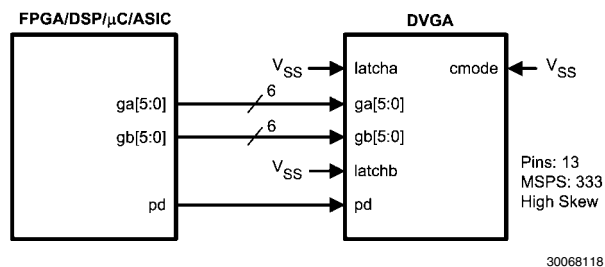 FPGA/DSP/μC/ASIC
DVGA
VSS
latcha
cmode
VSS
ga[5:0]
6
ga[5:0]
gb[5:0]
6
gb[5:0]
VSS
latchb
pd
pd
Pins: 13
MSPS: 333
High Skew
30068118